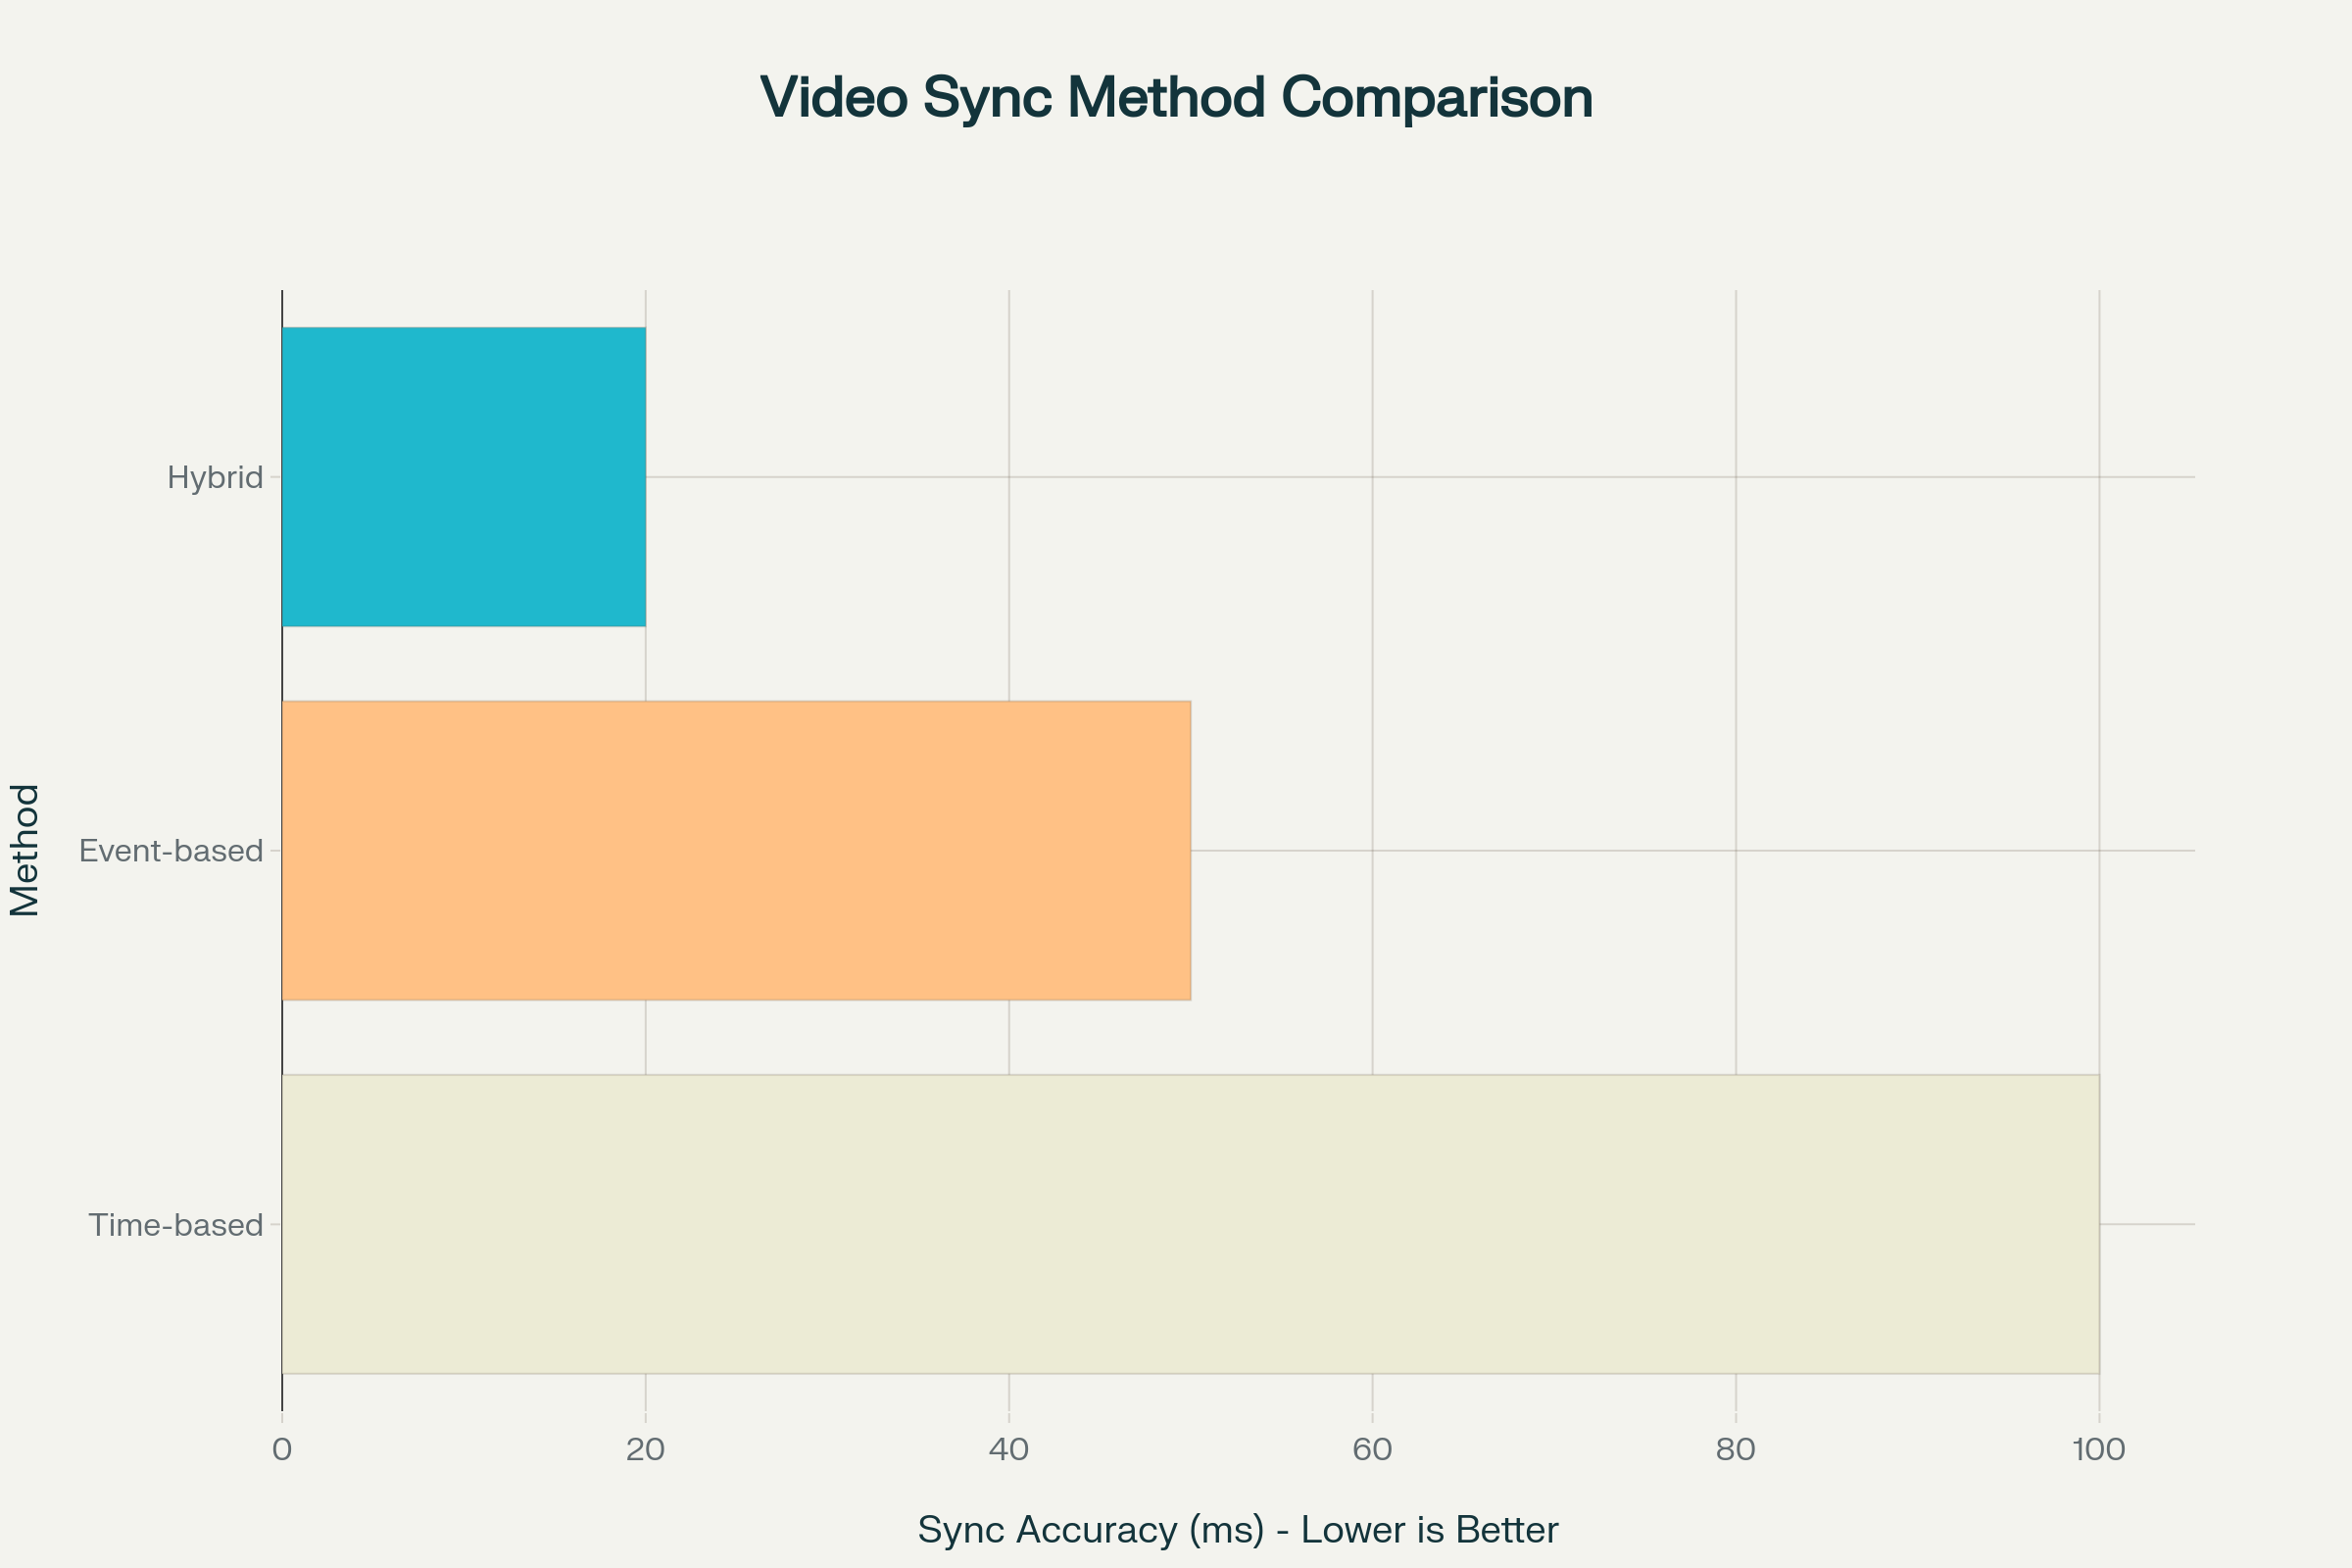 Video Sync Method Comparison
Method
Hybrid
Event-based
Time-based
0 20 40 60 80 100
Sync Accuracy (ms) - Lower is Better